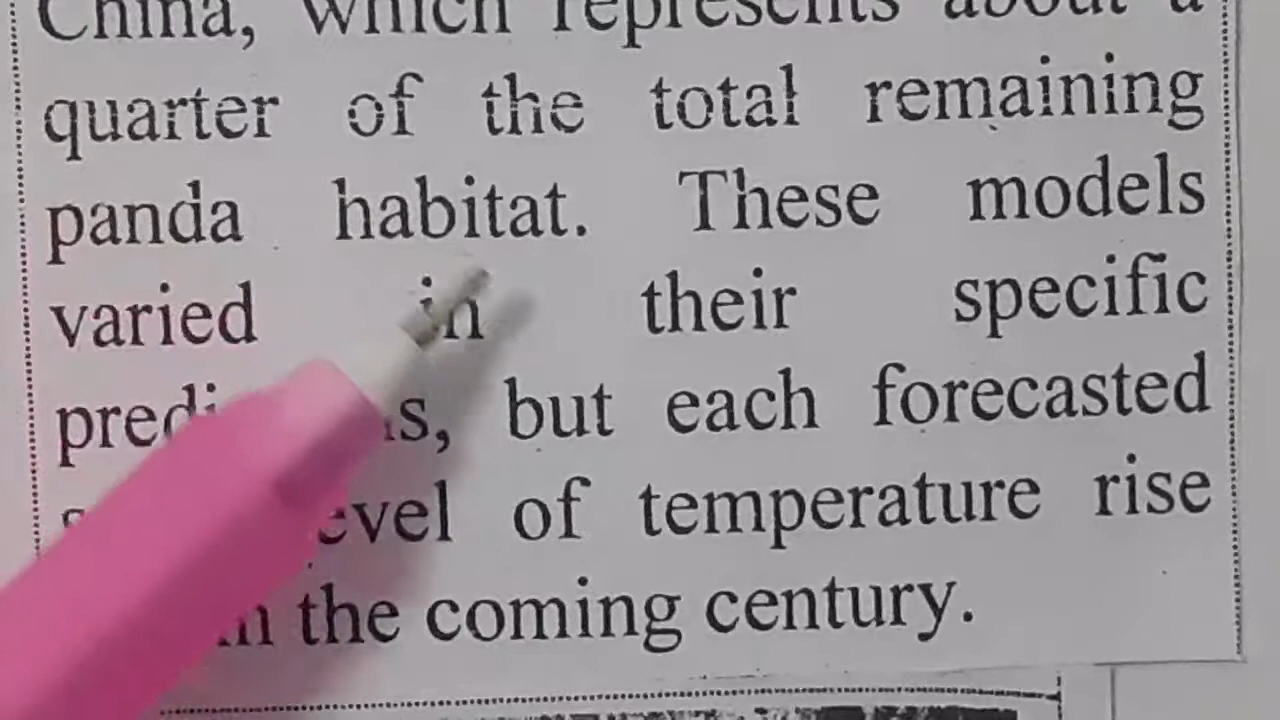 China, which represents about a
quarter of the total remaining
panda habitat. These models
varied in their specific
but each forecasted
of temperature rise
the coming century.